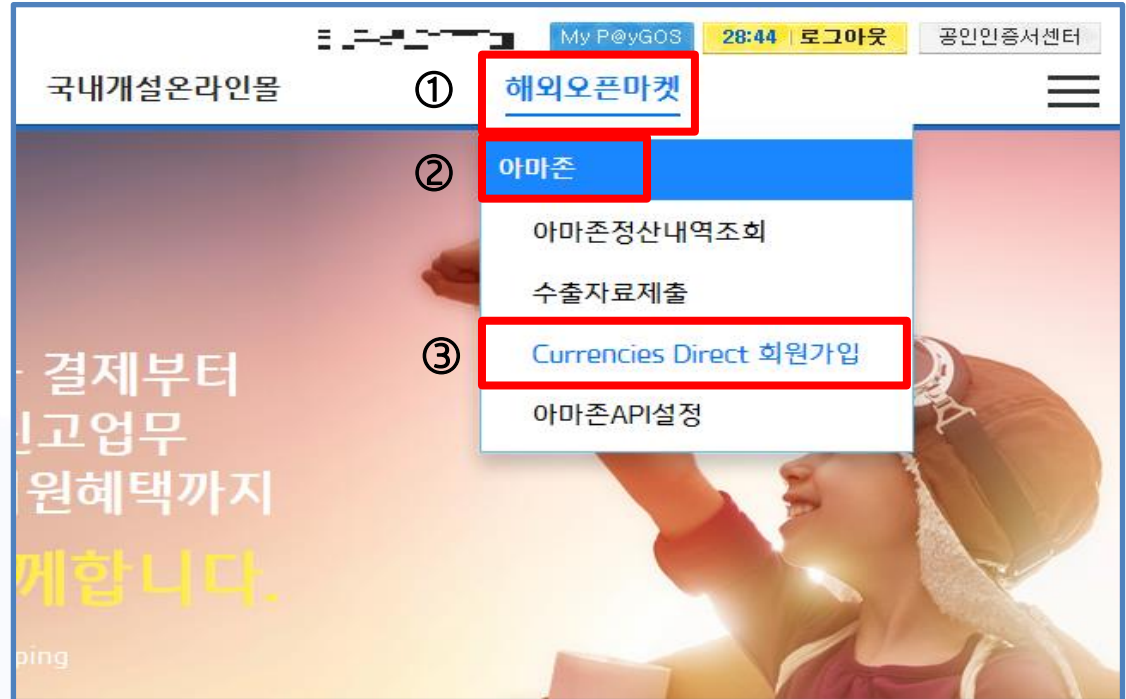 My P@yGOS 28:44 로그아웃 공인인증서센터
국내개설온라인몰 ① 해외오픈마켓
② 아마존
아마존정산내역조회
수출자료제출
③ Currencies Direct 회원가입
아마존API설정
결제부터
고업무
원혜택까지
께합니다.
ping